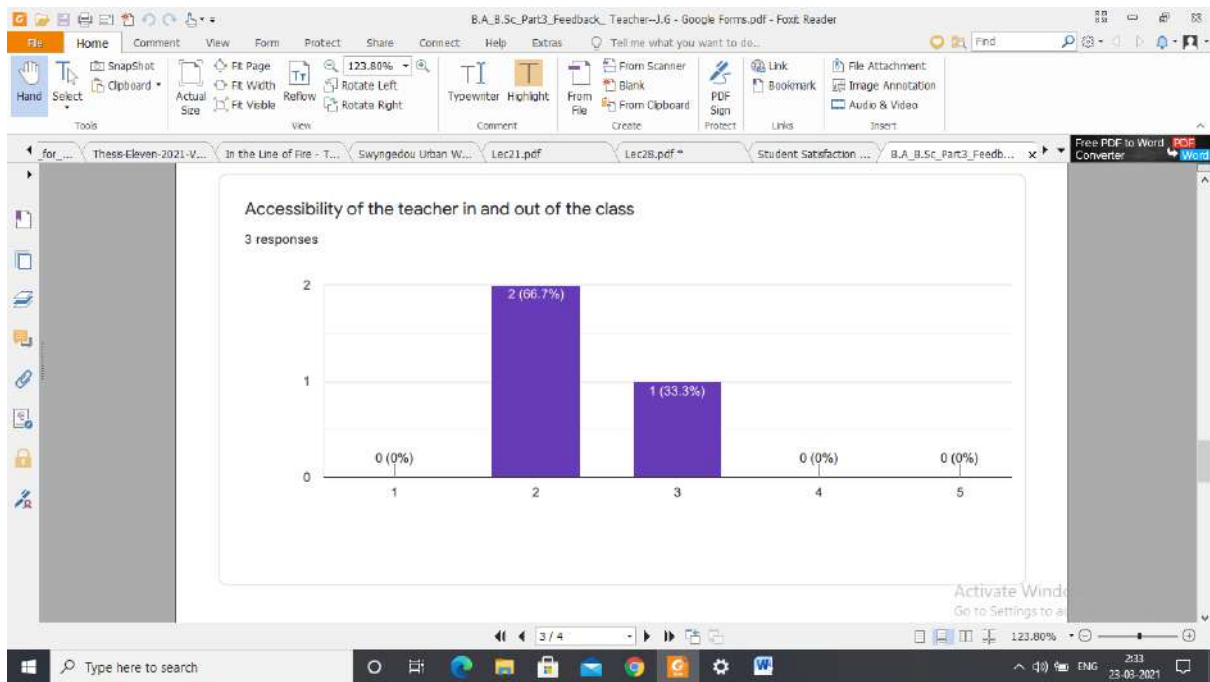 B.A_B.Sc_Part3_Feedback_ Teacher--J.G - Google Forms.pdf - Foxit Reader
File Home Comment View Form Protect Share Connect Help Extras Tell me what you want to do... Find
Hand
Select
SnapShot
Clipboard
Actual Size
Fit Page
Fit Width
Fit Visible
Reflow
123.80%
Rotate Left
Rotate Right
Typewriter
Highlight
From File
From Scanner
Blank
From Clipboard
PDF Sign
Link
Bookmark
File Attachment
Image Annotation
Audio & Video
Tools View Comment Create Protect Links Insert
_for_... Thesis-Eleven-2021-V... In the Line of Fire - T... Swyngedou Urban W... Lec21.pdf Lec28.pdf * Student Satisfaction ... B.A_B.Sc_Part3_Feedb... x
Free PDF to Word PDF
Converter Word
Accessibility of the teacher in and out of the class
3 responses
2
2 (66.7%)
1
1 (33.3%)
0 (0%) 0 (0%) 0 (0%)
0
1 2 3 4 5
Activate Windo
Go to Settings to a
3 / 4 123.80%
Type here to search
ENG
2:33
23-03-2021